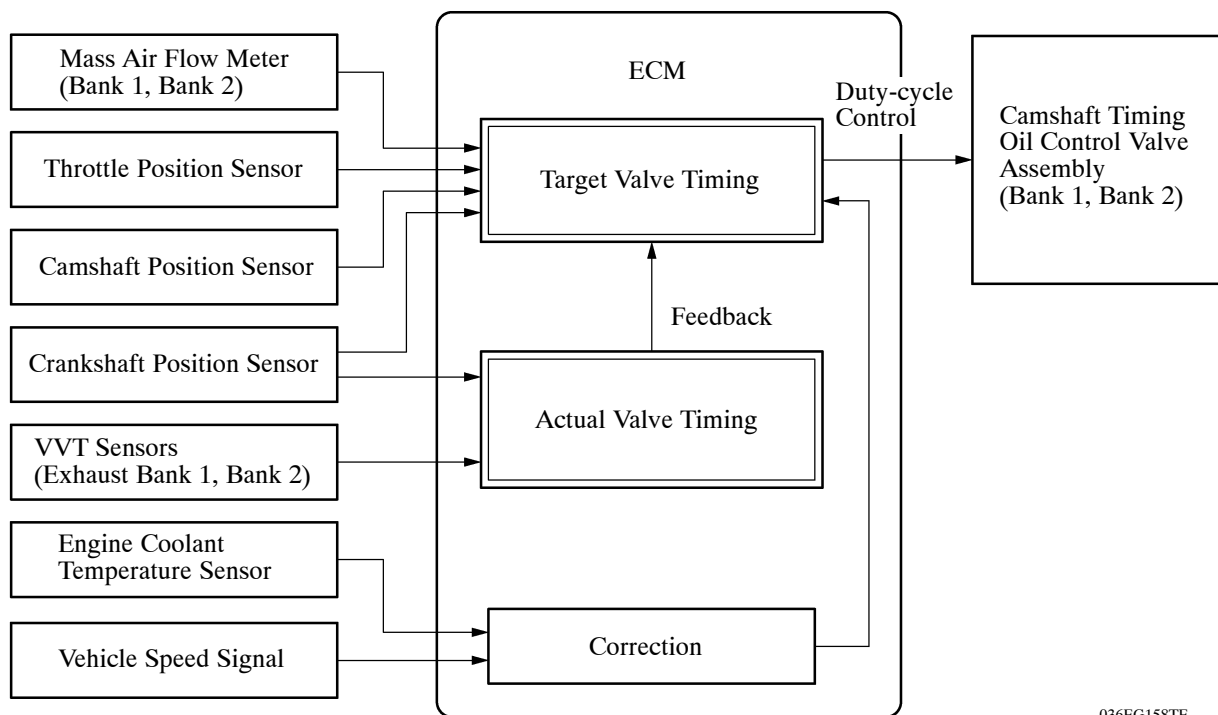 Mass Air Flow Meter
(Bank 1, Bank 2)
Throttle Position Sensor
Camshaft Position Sensor
Crankshaft Position Sensor
VVT Sensors
(Exhaust Bank 1, Bank 2)
Engine Coolant
Temperature Sensor
Vehicle Speed Signal
ECM
Target Valve Timing
Feedback
Actual Valve Timing
Correction
Duty-cycle
Control
Camshaft Timing
Oil Control Valve
Assembly
(Bank 1, Bank 2)
036EG158TE